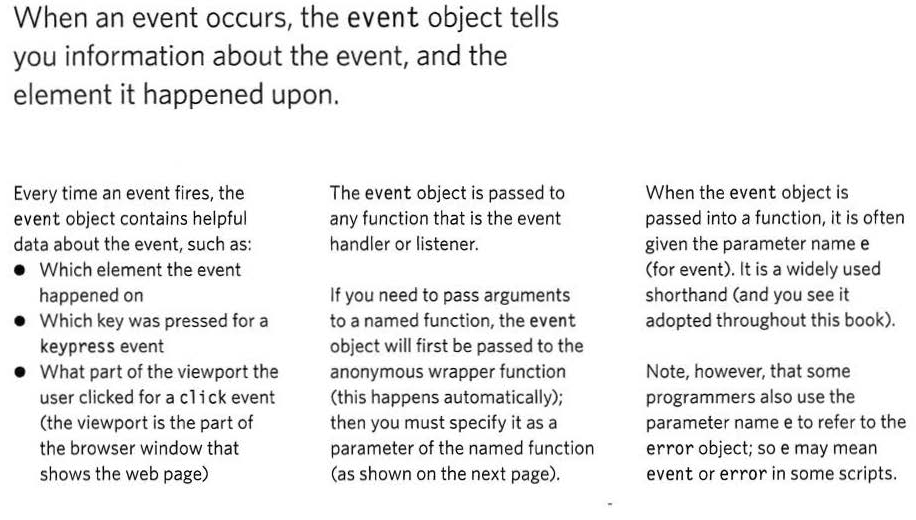 When an event occurs, the event object tells
you information about the event, and the
element it happened upon.
Every time an event fires, the
event object contains helpful
data about the event, such as:
● Which element the event
happened on
● Which key was pressed for a
keypress event
● What part of the viewport the
user clicked for a click event
(the viewport is the part of
the browser window that
shows the web page)
The event object is passed to
any function that is the event
handler or listener.
If you need to pass arguments
to a named function, the event
object will first be passed to the
anonymous wrapper function
(this happens automatically);
then you must specify it as a
parameter of the named function
(as shown on the next page).
When the event object is
passed into a function, it is often
given the parameter name e
(for event). It is a widely used
shorthand (and you see it
adopted throughout this book).
Note, however, that some
programmers also use the
parameter name e to refer to the
error object; so e may mean
event or error in some scripts.